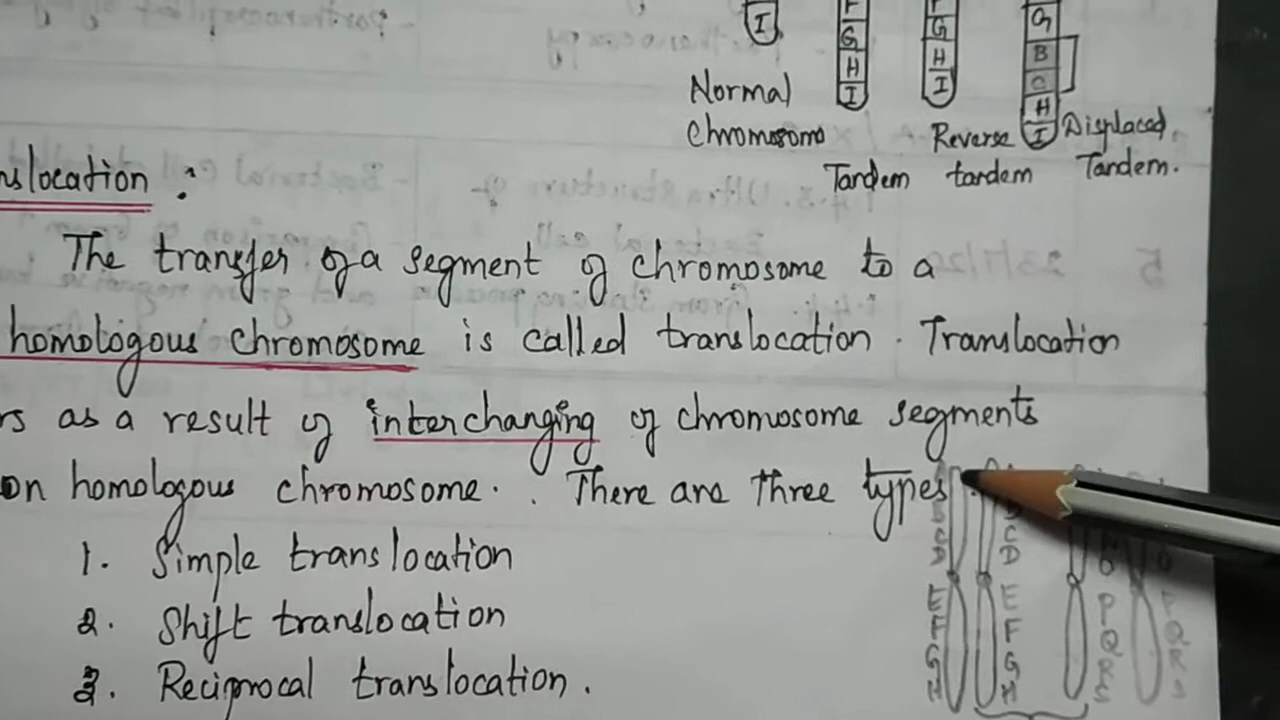 I
F
G
H
I
F
G
H
I
G
B
C
H
I
Normal
Chromosomo
Tandem
Reverse
tandem
Displaced
Tandem.
nslocation :
The transfer of a segment of chromosome to a
homologous chromosome is called translocation. Translocation
rs as a result of interchanging of chromosome segments
on homologous chromosome. . There are three types
1. Simple translocation
2. Shift translocation
3. Reciprocal translocation.